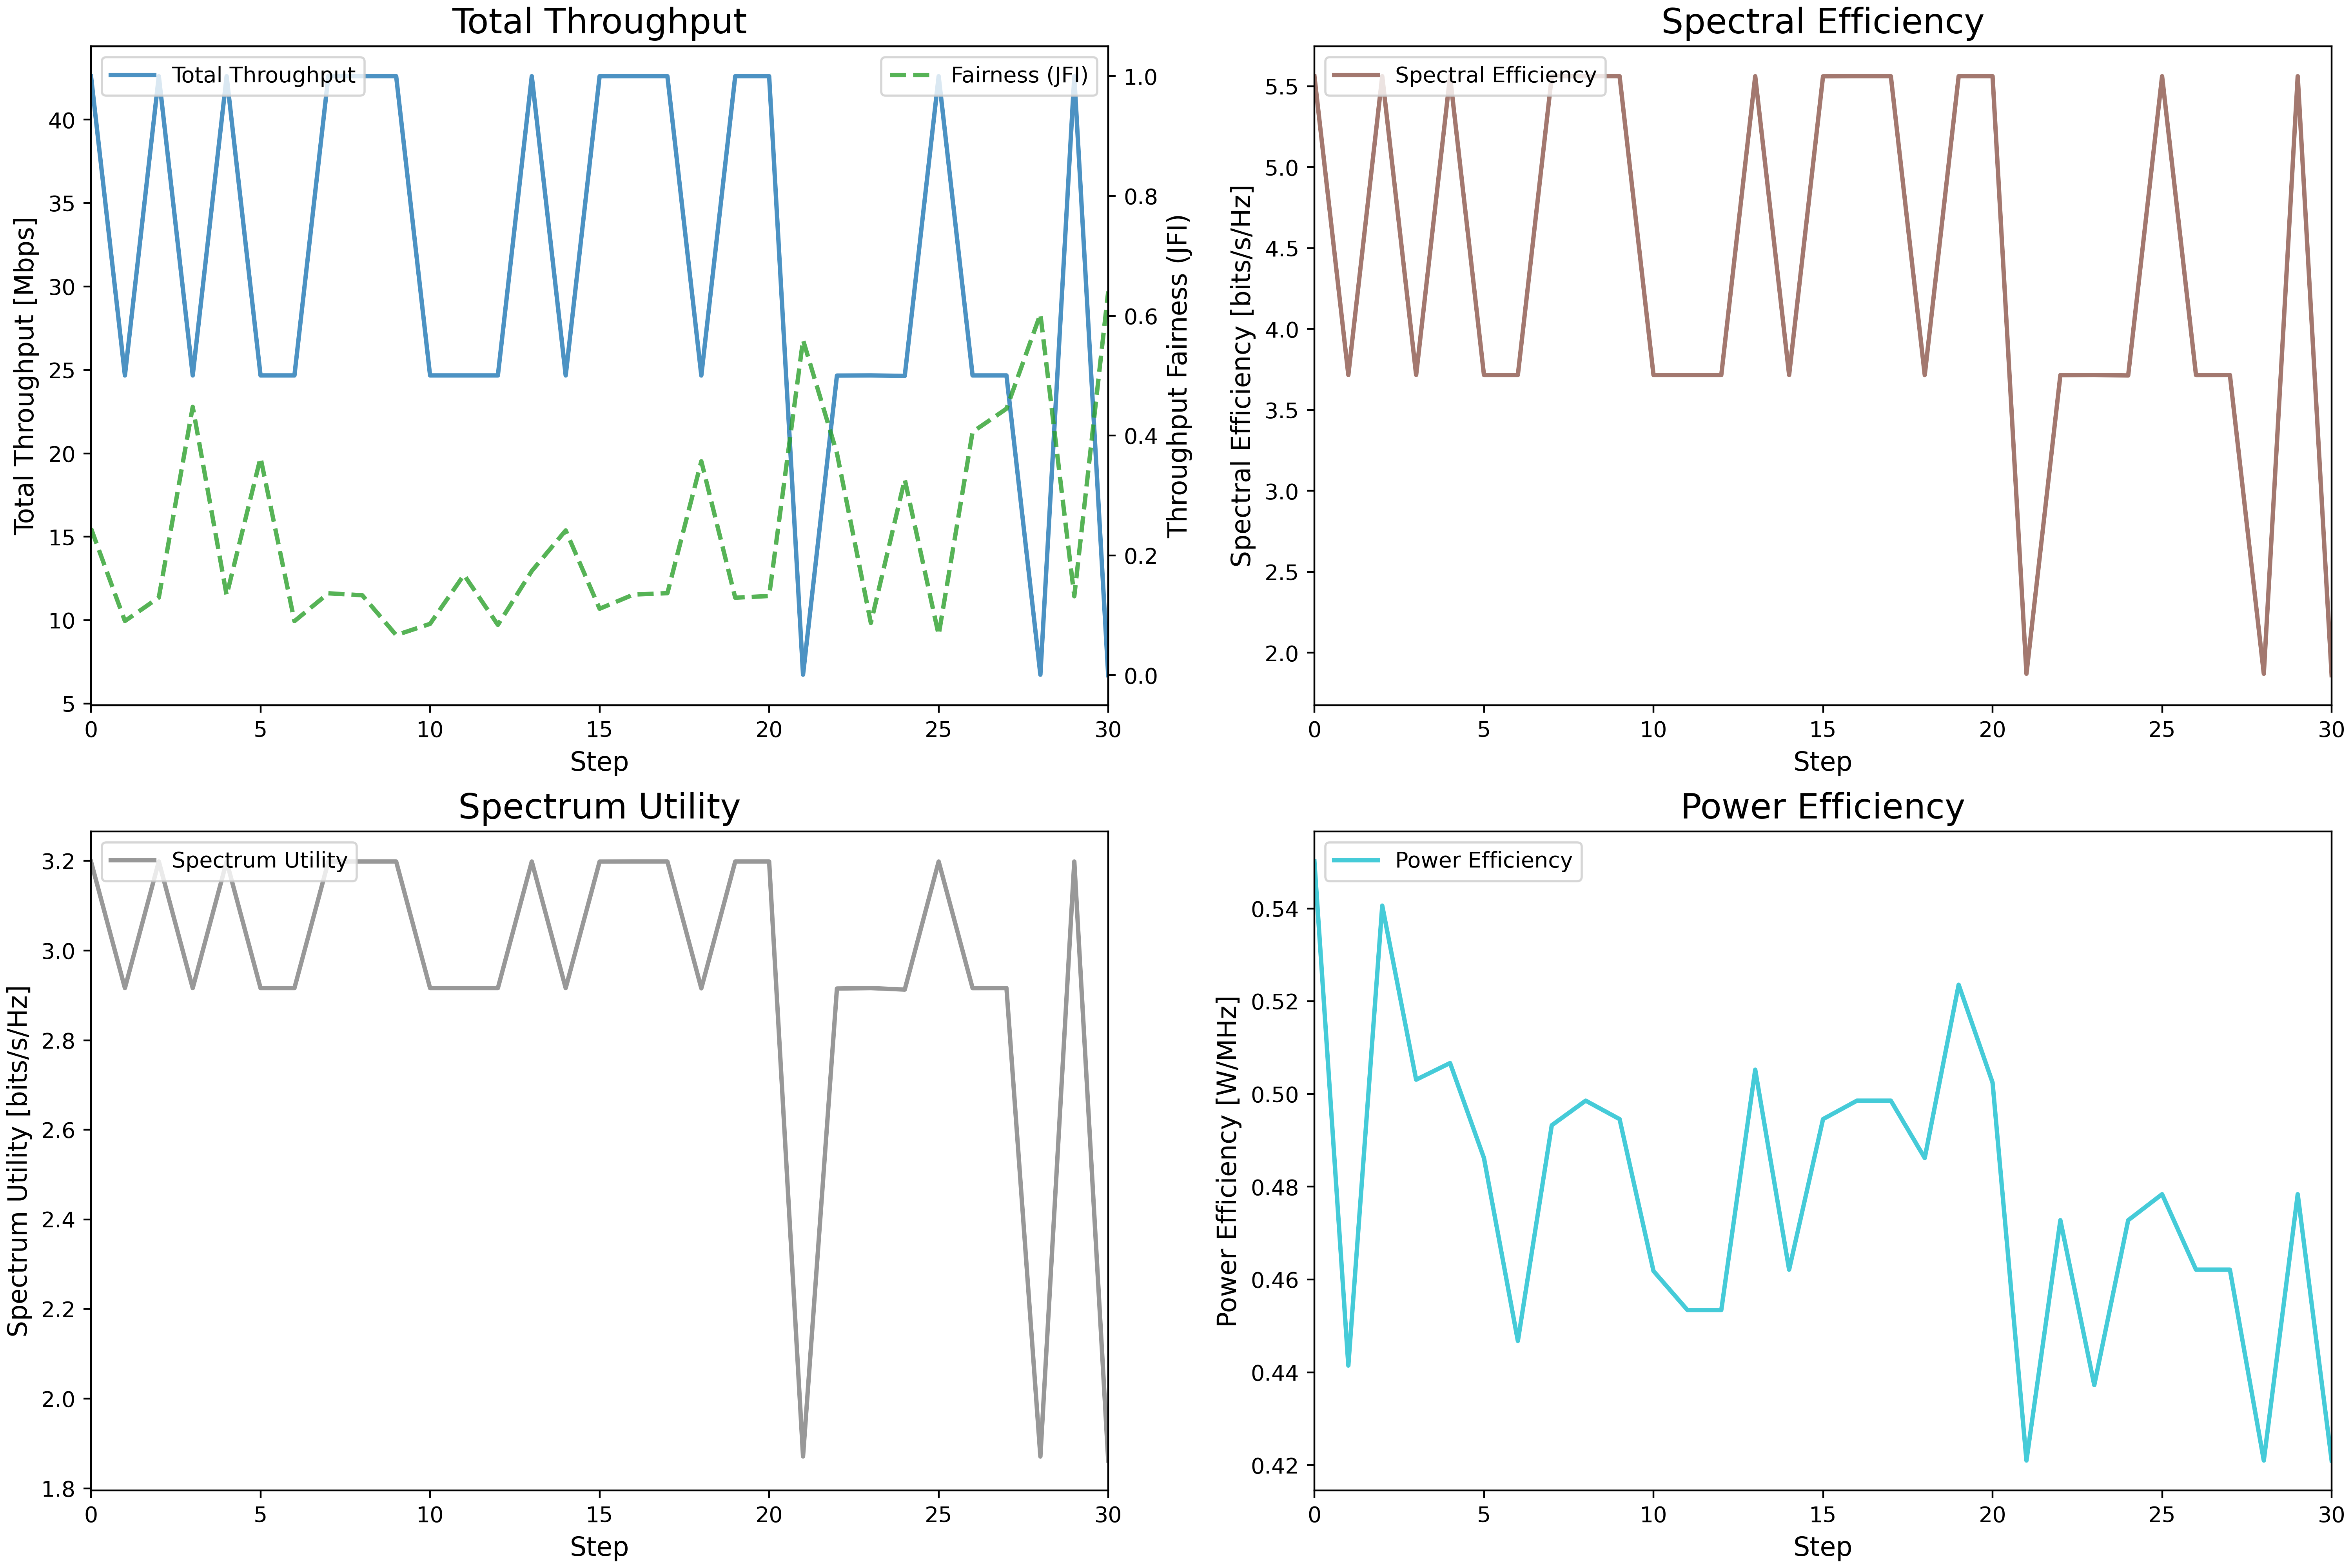 Total Throughput
Total Throughput
Fairness (JFI)
Total Throughput [Mbps]
40
35
30
25
20
15
10
5
1.0
0.8
0.6
0.4
0.2
0.0
Throughput Fairness (JFI)
0 5 10 15 20 25 30
Step
Spectral Efficiency
Spectral Efficiency
Spectral Efficiency [bits/s/Hz]
5.5
5.0
4.5
4.0
3.5
3.0
2.5
2.0
0 5 10 15 20 25 30
Step
Spectrum Utility
Spectrum Utility
Spectrum Utility [bits/s/Hz]
3.2
3.0
2.8
2.6
2.4
2.2
2.0
1.8
0 5 10 15 20 25 30
Step
Power Efficiency
Power Efficiency
Power Efficiency [W/MHz]
0.54
0.52
0.50
0.48
0.46
0.44
0.42
0 5 10 15 20 25 30
Step